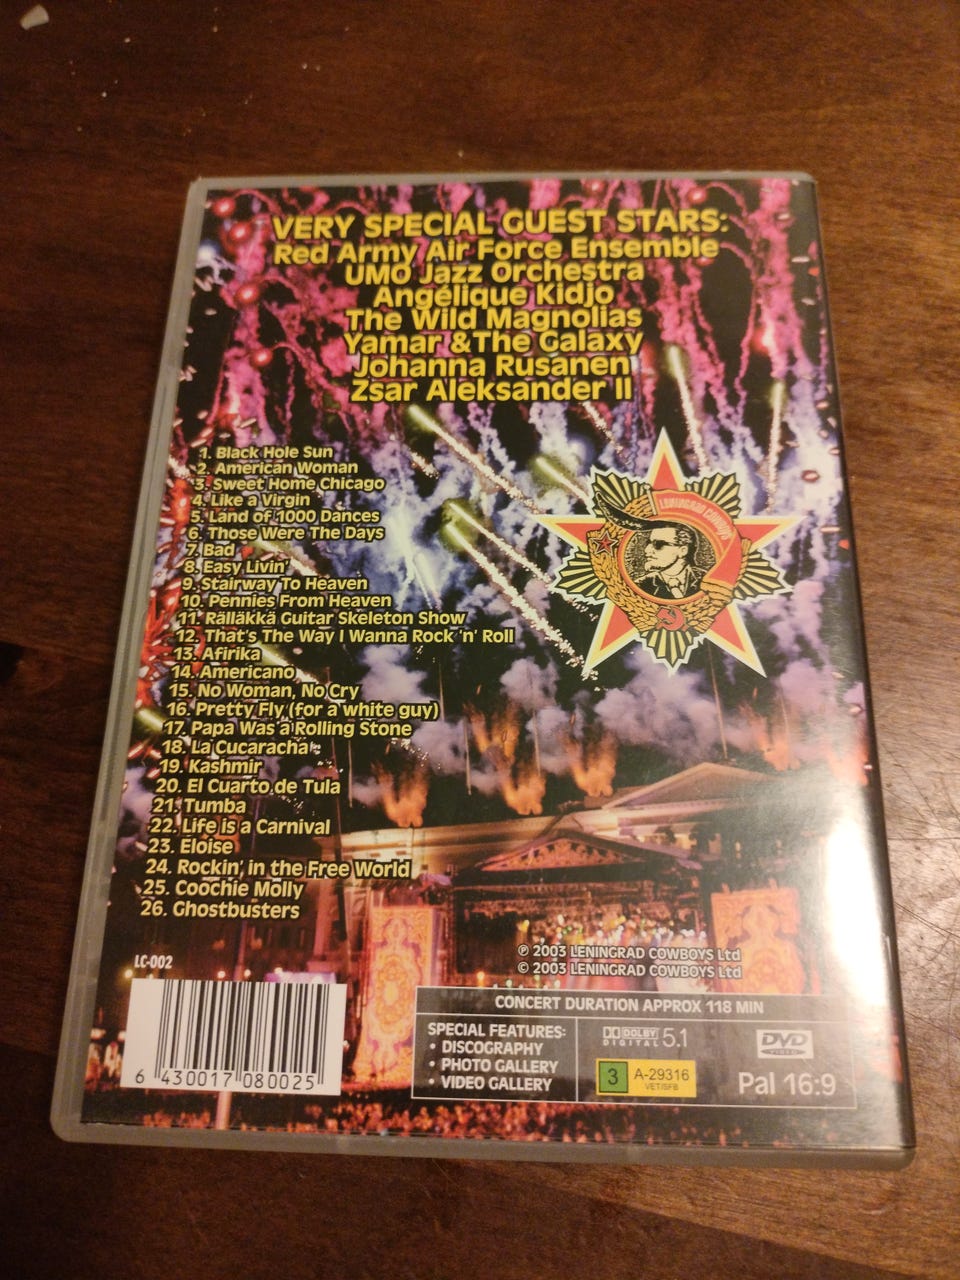 VERY SPECIAL GUEST STARS:
Red Army Air Force Ensemble
UMO Jazz Orchestra
Angélique Kidjo
The Wild Magnolias
Yamar &The Galaxy
Johanna Rusanen
Zsar Aleksander II
1. Black Hole Sun
2. American Woman
3. Sweet Home Chicago
4. Like a Virgin
5. Land of 1000 Dances
6. Those Were The Days
7. Bad
8. Easy Livin'
9. Stairway To Heaven
10. Pennies From Heaven
11. Rälläkkä Guitar Skeleton Show
12. That's The Way I Wanna Rock 'n' Roll
13. Afirika
14. Americano
15. No Woman, No Cry
16. Pretty Fly (for a white guy)
17. Papa Was a Rolling Stone
18. La Cucaracha
19. Kashmir
20. El Cuarto de Tula
21. Tumba
22. Life is a Carnival
23. Eloise
24. Rockin' in the Free World
25. Coochie Molly
26. Ghostbusters
LENINGRAD COWBOYS
LC-002
6 430017 080025
℗ 2003 LENINGRAD COWBOYS Ltd
© 2003 LENINGRAD COWBOYS Ltd
CONCERT DURATION APPROX 118 MIN
SPECIAL FEATURES:
• DISCOGRAPHY
• PHOTO GALLERY
• VIDEO GALLERY
DOLBY
DIGITAL 5.1
3 A-29316
VET/SFB
DVD
VIDEO
Pal 16:9